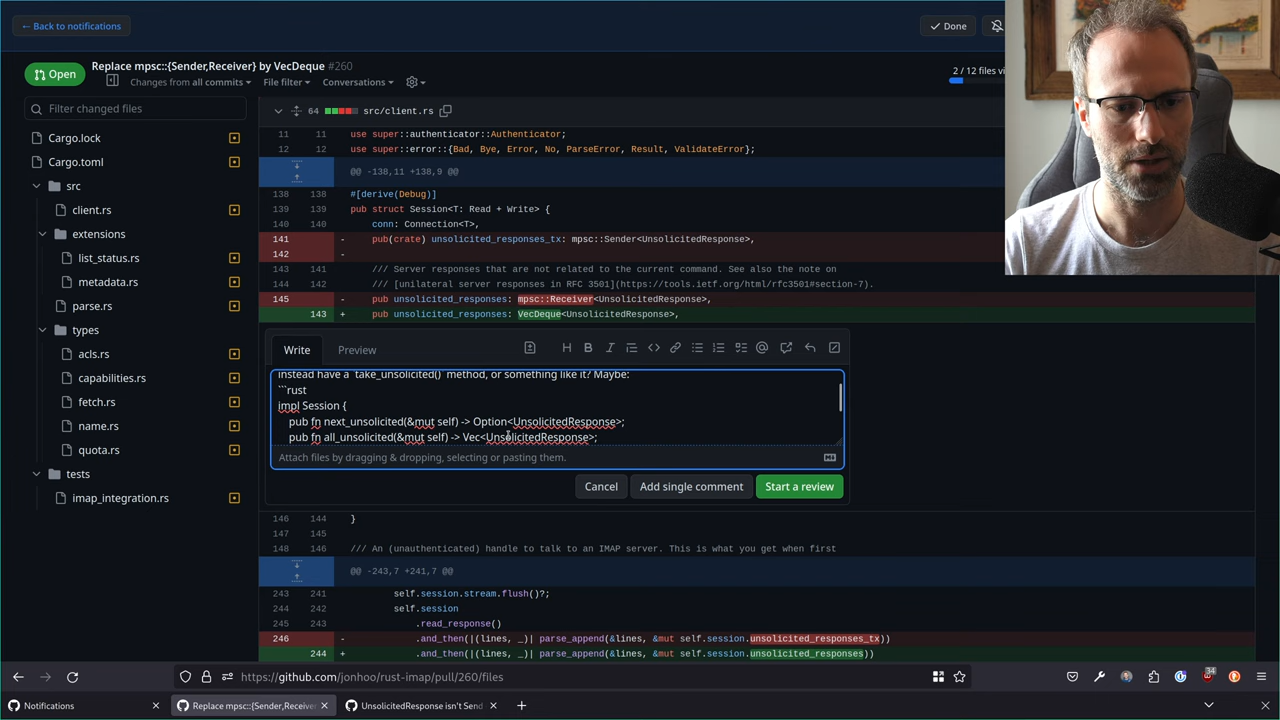 ← Back to notifications
Done
Open
Replace mpsc::{Sender,Receiver} by VecDeque #260
Changes from all commits
File filter
Conversations
2 / 12 files vi
Filter changed files
64
src/client.rs
Cargo.lock
Cargo.toml
src
client.rs
extensions
list_status.rs
metadata.rs
parse.rs
types
acls.rs
capabilities.rs
fetch.rs
name.rs
quota.rs
tests
imap_integration.rs
11 11 use super::authenticator::Authenticator;
12 12 use super::error::{Bad, Bye, Error, No, ParseError, Result, ValidateError};
@@ -138,11 +138,9 @@
138 138 #[derive(Debug)]
139 139 pub struct Session<T: Read + Write> {
140 140 conn: Connection<T>,
141 - pub(crate) unsolicited_responses_tx: mpsc::Sender<UnsolicitedResponse>,
142 -
143 141 /// Server responses that are not related to the current command. See also the note on
144 142 /// [unilateral server responses in RFC 3501](https://tools.ietf.org/html/rfc3501#section-7).
145 - pub unsolicited_responses: mpsc::Receiver<UnsolicitedResponse>,
143 + pub unsolicited_responses: VecDeque<UnsolicitedResponse>,
Write
Preview
instead have a `take_unsolicited()` method, or something like it? Maybe:
```rust
impl Session {
pub fn next_unsolicited(&mut self) -> Option<UnsolicitedResponse>;
pub fn all_unsolicited(&mut self) -> Vec<UnsolicitedResponse>;
Attach files by dragging & dropping, selecting or pasting them.
Cancel
Add single comment
Start a review
146 144 }
147 145
148 146 /// An (unauthenticated) handle to talk to an IMAP server. This is what you get when first
@@ -243,7 +241,7 @@
243 241 self.session.stream.flush()?;
244 242 self.session
245 243 .read_response()
246 - .and_then(|(lines, _)| parse_append(&lines, &mut self.session.unsolicited_responses_tx))
244 + .and_then(|(lines, _)| parse_append(&lines, &mut self.session.unsolicited_responses))
https://github.com/jonhoo/rust-imap/pull/260/files
34
Notifications
Replace mpsc::{Sender,Receiver
UnsolicitedResponse isn't Send